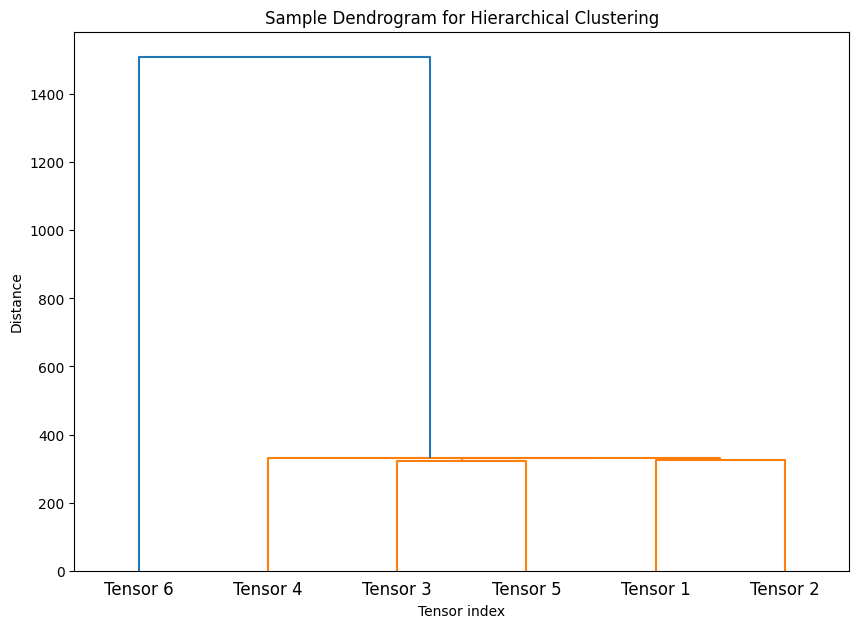 Sample Dendrogram for Hierarchical Clustering
1400
1200
1000
800
600
400
200
0
Distance
Tensor 6 Tensor 4 Tensor 3 Tensor 5 Tensor 1 Tensor 2
Tensor index